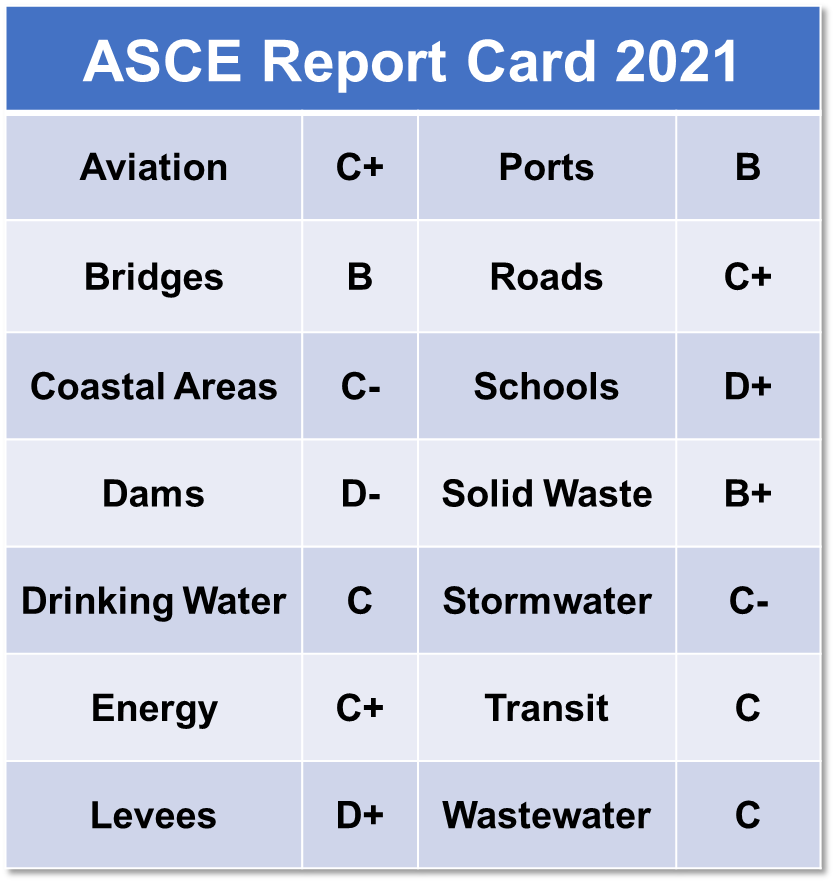 ASCE Report Card 2021
Aviation C+ Ports B
Bridges B Roads C+
Coastal Areas C- Schools D+
Dams D- Solid Waste B+
Drinking Water C Stormwater C-
Energy C+ Transit C
Levees D+ Wastewater C